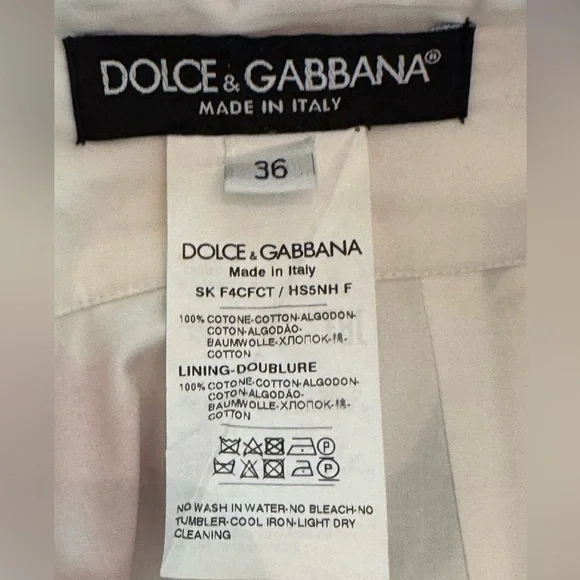 DOLCE & GABBANA®
MADE IN ITALY
36
DOLCE & GABBANA
Made in Italy
SK F4CFCT / HS5NH F
100% COTONE-COTTON-ALGODON-
COTON-ALGODÃO-
BAUMWOLLE-ХЛОПОК-棉-
COTTON
LINING-DOUBLURE
100% COTONE-COTTON-ALGODON-
COTON-ALGODÃO-
BAUMWOLLE-ХЛОПОК-棉-
COTTON
P
P
NO WASH IN WATER-NO BLEACH-NO
TUMBLER-COOL IRON-LIGHT DRY
CLEANING